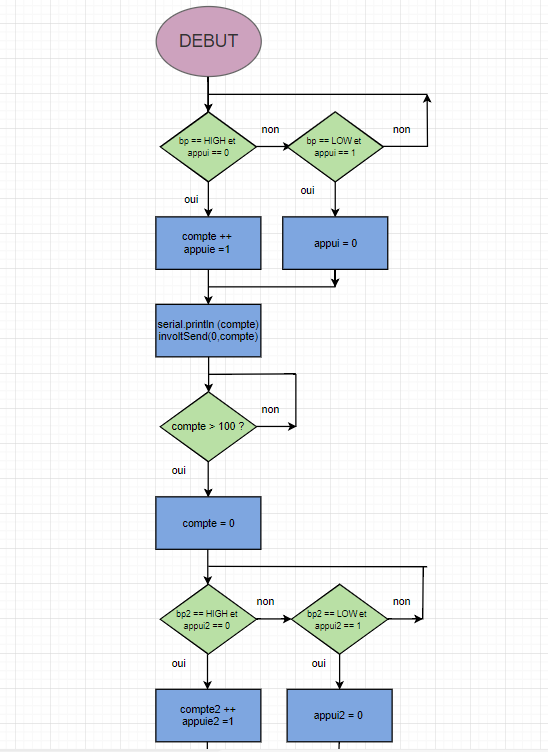 DEBUT
bp == HIGH et
appui == 0
non
bp == LOW et
appui == 1
non
oui
oui
compte ++
appuie =1
appui = 0
serial.println (compte)
involtSend(0,compte)
compte > 100 ?
non
oui
compte = 0
bp2 == HIGH et
appui2 == 0
non
bp2 == LOW et
appui2 == 1
non
oui
oui
compte2 ++
appuie2 =1
appui2 = 0